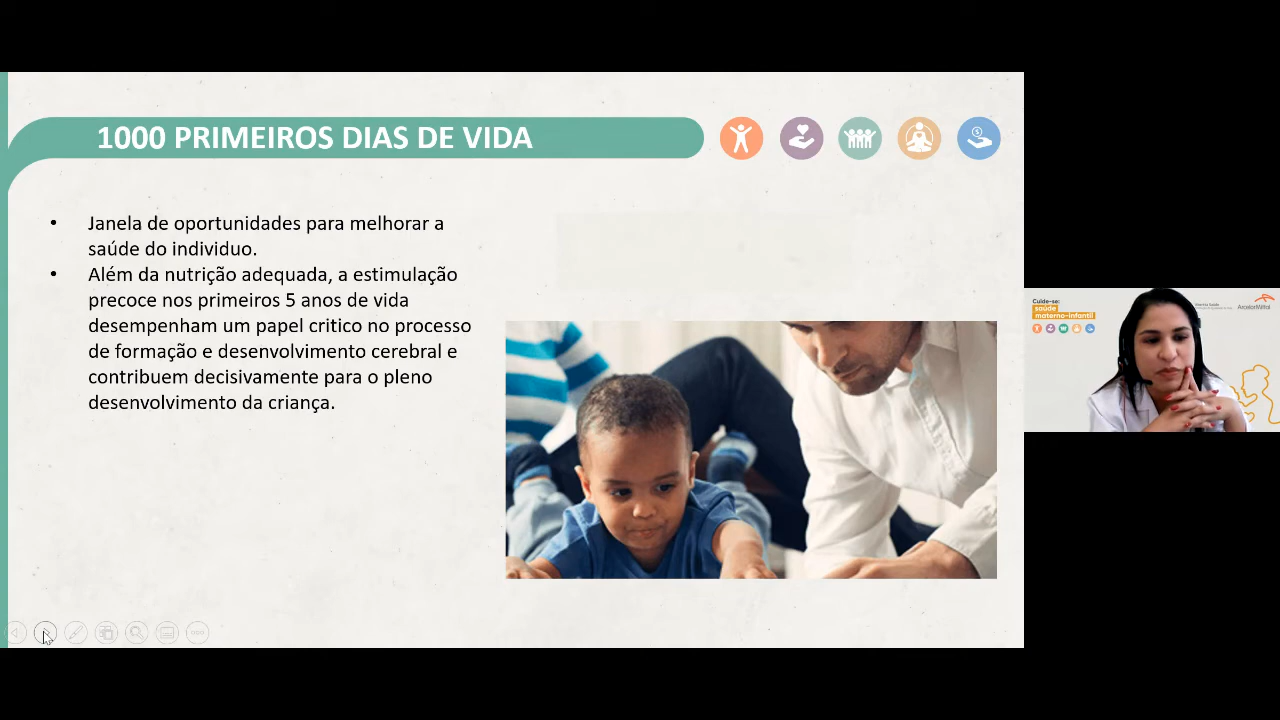 1000 PRIMEIROS DIAS DE VIDA
• Janela de oportunidades para melhorar a
saúde do individuo.
• Além da nutrição adequada, a estimulação
precoce nos primeiros 5 anos de vida
desempenham um papel critico no processo
de formação e desenvolvimento cerebral e
contribuem decisivamente para o pleno
desenvolvimento da criança.
Cuide-se:
saúde
materno-infantil
ArcelorMittal